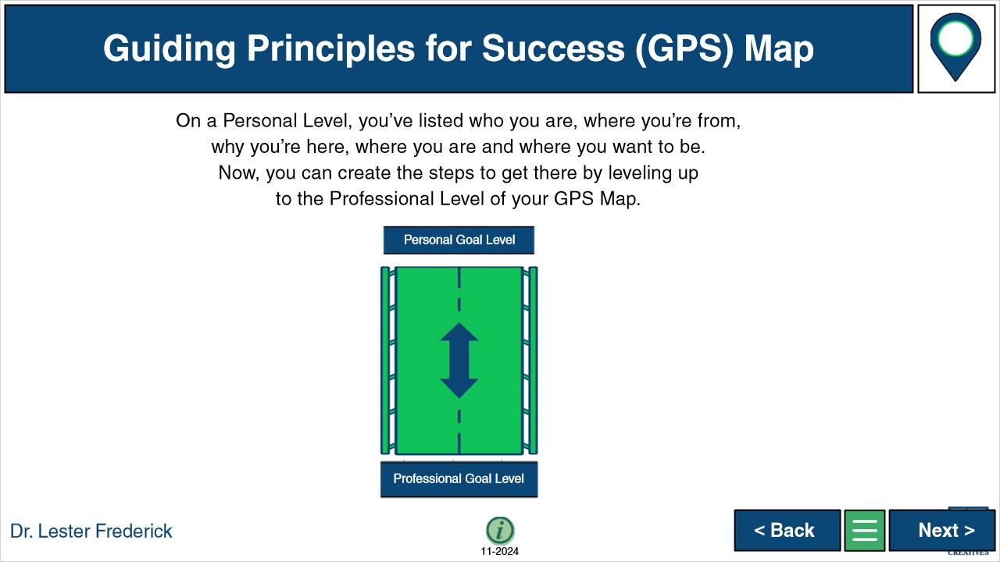 Guiding Principles for Success (GPS) Map
On a Personal Level, you’ve listed who you are, where you’re from,
why you’re here, where you are and where you want to be.
Now, you can create the steps to get there by leveling up
to the Professional Level of your GPS Map.
Personal Goal Level
Professional Goal Level
Dr. Lester Frederick
i
11-2024
< Back
Next >
CREATIVES